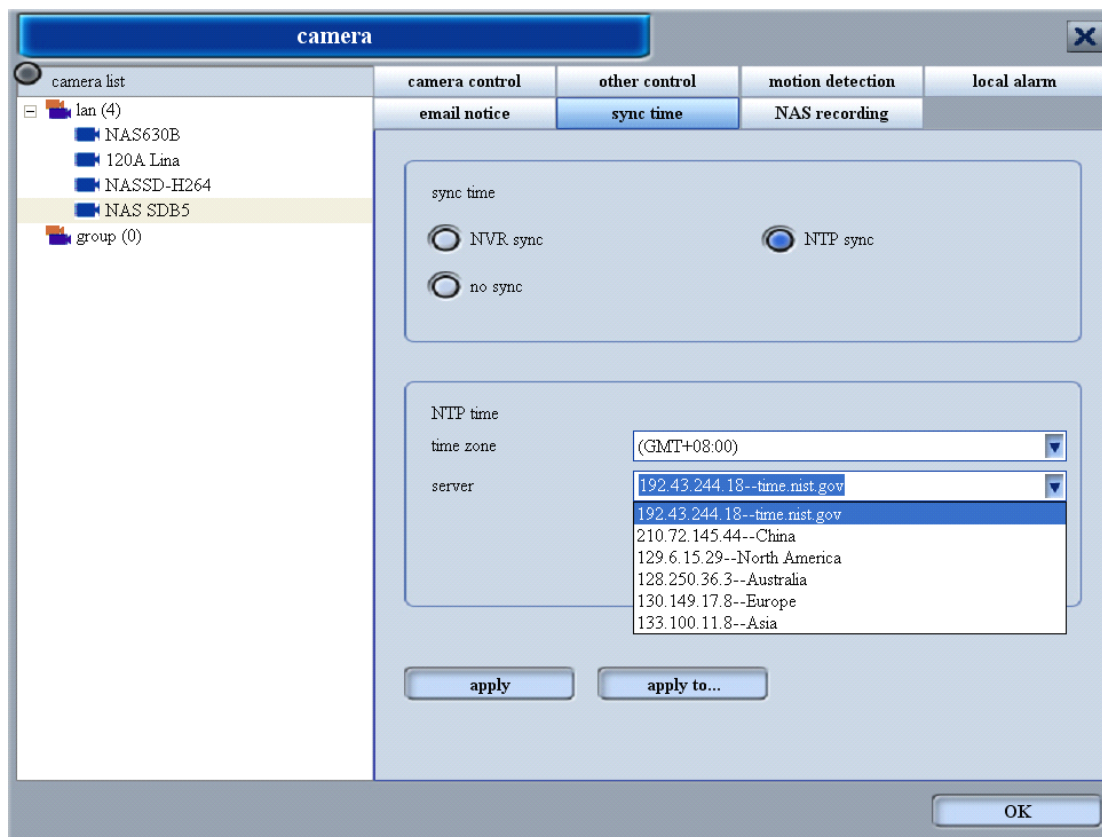 camera
camera list
camera control other control motion detection local alarm
email notice sync time NAS recording
lan (4)
NAS630B
120A Lina
NASSD-H264
NAS SDB5
group (0)
sync time
NVR sync NTP sync
no sync
NTP time
time zone (GMT+08:00)
server 192.43.244.18--time.nist.gov
192.43.244.18--time.nist.gov
210.72.145.44--China
129.6.15.29--North America
128.250.36.3--Australia
130.149.17.8--Europe
133.100.11.8--Asia
apply apply to...
OK